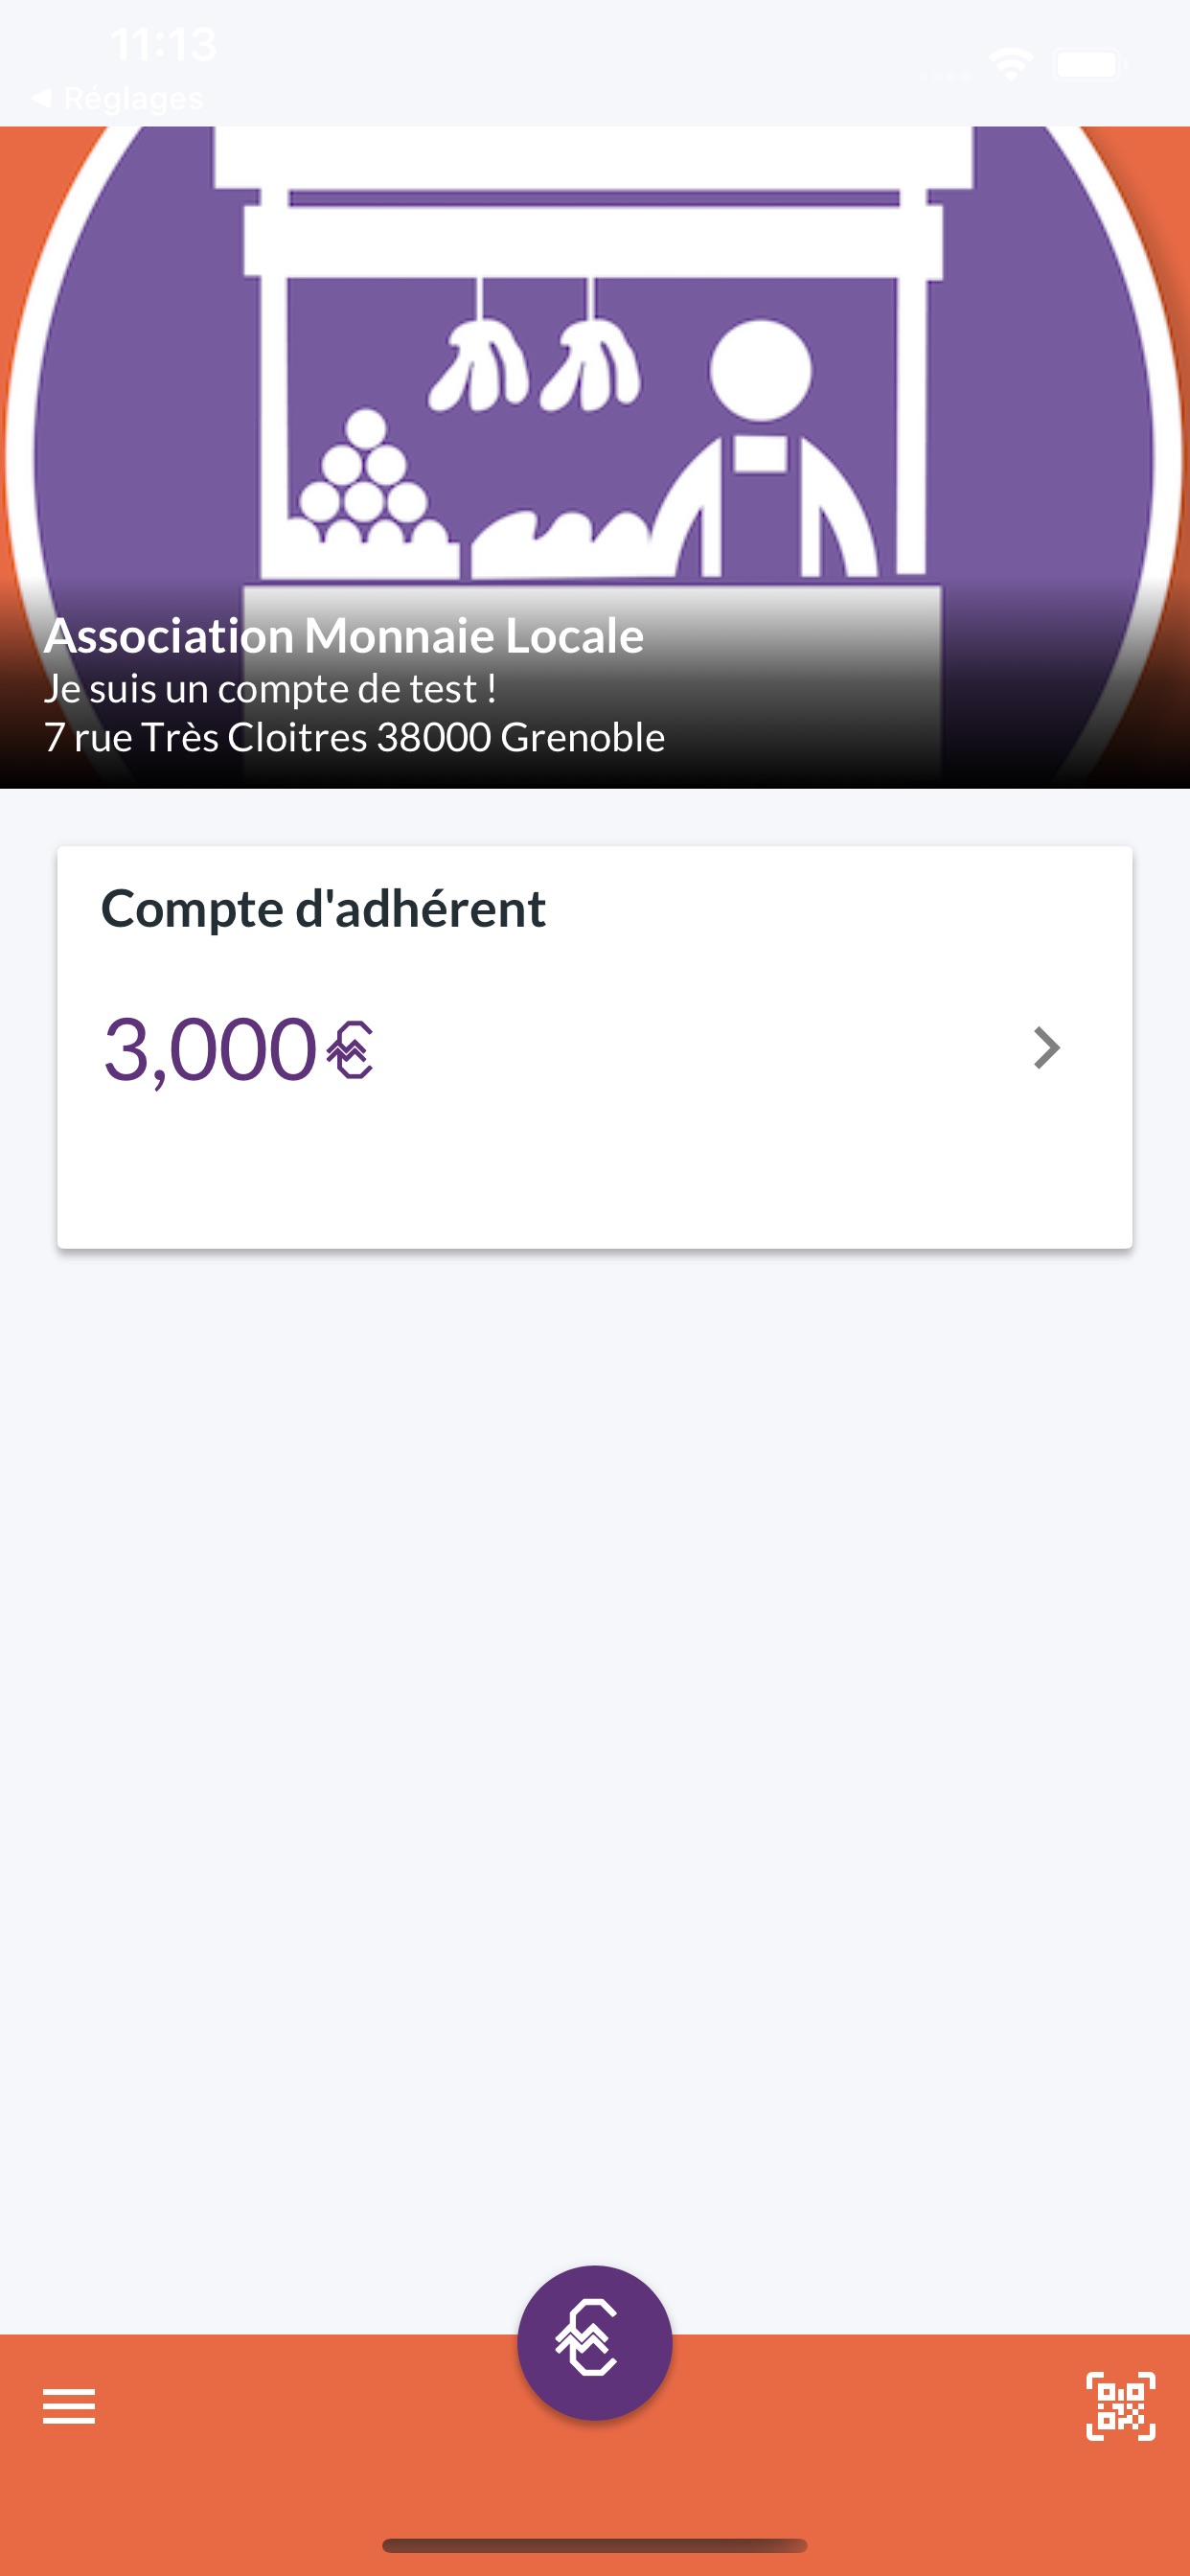 11:13
Réglages
Association Monnaie Locale
Je suis un compte de test !
7 rue Très Cloitres 38000 Grenoble
Compte d'adhérent
3,000